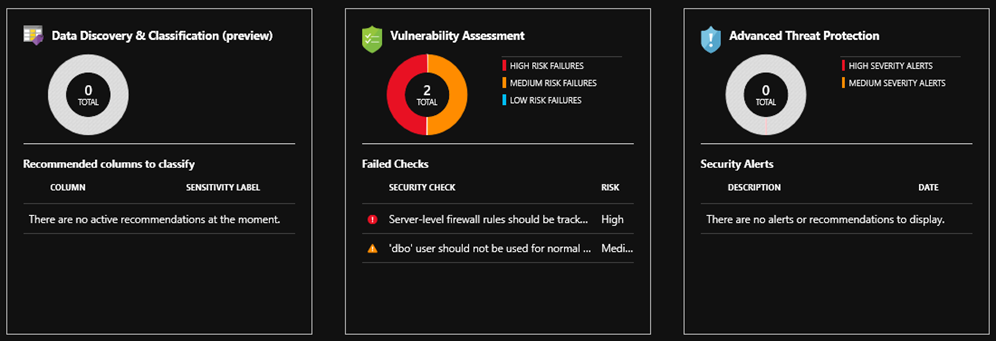 Data Discovery & Classification (preview)
0
TOTAL
Recommended columns to classify
COLUMN SENSITIVITY LABEL
There are no active recommendations at the moment.
Vulnerability Assessment
2
TOTAL
HIGH RISK FAILURES
MEDIUM RISK FAILURES
LOW RISK FAILURES
Failed Checks
SECURITY CHECK RISK
Server-level firewall rules should be track... High
'dbo' user should not be used for normal ... Medi...
Advanced Threat Protection
0
TOTAL
HIGH SEVERITY ALERTS
MEDIUM SEVERITY ALERTS
Security Alerts
DESCRIPTION DATE
There are no alerts or recommendations to display.